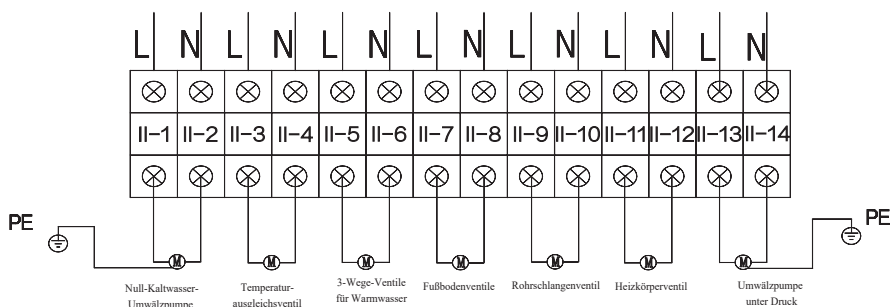 L N L N L N L N L N L N L N
II-1 II-2 II-3 II-4 II-5 II-6 II-7 II-8 II-9 II-10 II-11 II-12 II-13 II-14
PE
PE
M M M M M M M
Null-Kaltwasser-
Umwälzpumpe
Temperatur-
ausgleichsventil
3-Wege-Ventile
für Warmwasser
Fußbodenventile
Rohrschlangenventil
Heizkörperventil
Umwälzpumpe
unter Druck